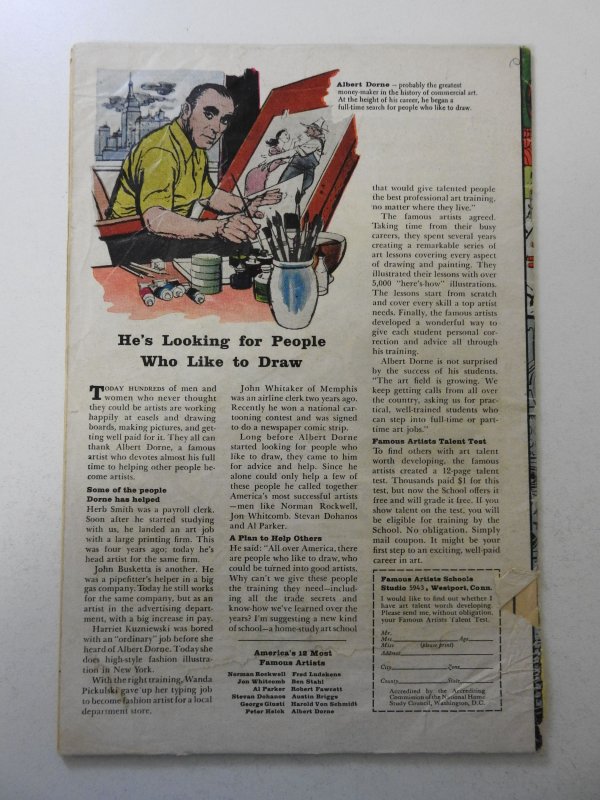 Albert Dorne – probably the greatest
money-maker in the history of commercial art.
At the height of his career, he began a
full-time search for people who like to draw.
He's Looking for People
Who Like to Draw
TODAY HUNDREDS of men and
women who never thought
they could be artists are working
happily at easels and drawing
boards, making pictures, and get-
ting well paid for it. They all can
thank Albert Dorne, a famous
artist who devotes almost his full
time to helping other people be-
come artists.
Some of the people
Dorne has helped
Herb Smith was a payroll clerk.
Soon after he started studying
with us, he landed an art job
with a large printing firm. This
was four years ago; today he's
head artist for the same firm.
John Busketta is another. He
was a pipefitter's helper in a big
gas company. Today he still works
for the same company, but as an
artist in the advertising depart-
ment, with a big increase in pay.
Harriet Kuzniewski was bored
with an "ordinary" job before she
heard of Albert Dorne. Today she
does high-style fashion illustra-
tion in New York.
With the right training, Wanda
Pickulski gave up her typing job
to become fashion artist for a local
department store.
John Whitaker of Memphis
was an airline clerk two years ago.
Recently he won a national car-
tooning contest and was signed
to do a newspaper comic strip.
Long before Albert Dorne
started looking for people who
like to draw, they came to him
for advice and help. Since he
alone could only help a few of
these people he called together
America's most successful artists
—men like Norman Rockwell,
Jon Whitcomb, Stevan Dohanos
and Al Parker.
A Plan to Help Others
He said: "All over America, there
are people who like to draw, who
could be turned into good artists.
Why can't we give these people
the training they need—includ-
ing all the trade secrets and
know-how we've learned over the
years? I'm suggesting a new kind
of school—a home-study art school
America's 12 Most
Famous Artists
Norman Rockwell Fred Ludekens
Jon Whitcomb Ben Stahl
Al Parker Robert Fawcett
Stevan Dohanos Austin Briggs
George Giusti Harold Von Schmidt
Peter Helck Albert Dorne
that would give talented people
the best professional art training,
no matter where they live."
The famous artists agreed.
Taking time from their busy
careers, they spent several years
creating a remarkable series of
art lessons covering every aspect
of drawing and painting. They
illustrated their lessons with over
5,000 "here's-how" illustrations.
The lessons start from scratch
and cover every skill a top artist
needs. Finally, the famous artists
developed a wonderful way to
give each student personal cor-
rection and advice all through
his training.
Albert Dorne is not surprised
by the success of his students.
"The art field is growing. We
keep getting calls from all over
the country, asking us for prac-
tical, well-trained students who
can step into full-time or part-
time art jobs."
Famous Artists Talent Test
To find others with art talent
worth developing, the famous
artists created a 12-page talent
test. Thousands paid $1 for this
test, but now the School offers it
free and will grade it free. If you
show talent on the test, you will
be eligible for training by the
School. No obligation. Simply
mail coupon. It might be your
first step to an exciting, well-paid
career in art.
Famous Artists Schools
Studio 5943, Westport, Conn.
I would like to find out whether I
have art talent worth developing.
Please send me, without obligation,
your Famous Artists Talent Test.
Mr.
Mrs. Age
Miss (please print)
Address
City Zone
County State
Accredited by the Accrediting
Commission of the National Home
Study Council, Washington, D.C.